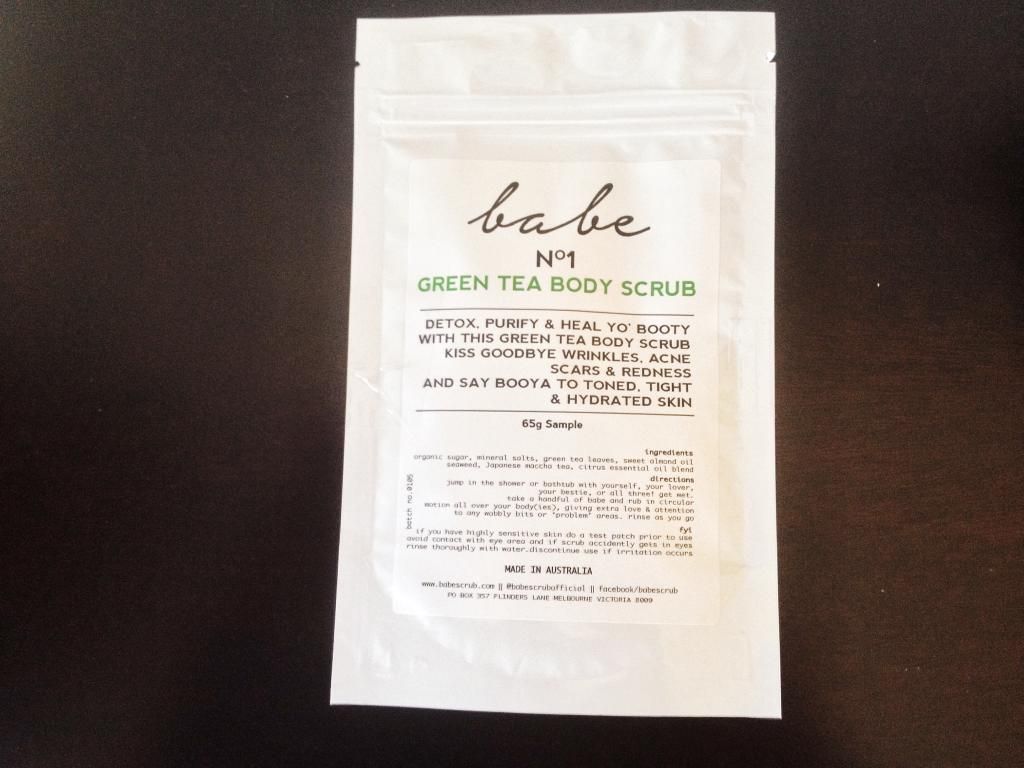 babe
Nº1
GREEN TEA BODY SCRUB
DETOX, PURIFY & HEAL YO' BOOTY
WITH THIS GREEN TEA BODY SCRUB
KISS GOODBYE WRINKLES, ACNE
SCARS & REDNESS
AND SAY BOOYA TO TONED, TIGHT
& HYDRATED SKIN
65g Sample
ingredients
organic sugar, mineral salts, green tea leaves, sweet almond oil
seaweed, Japanese maccha tea, citrus essential oil blend
directions
jump in the shower or bathtub with yourself, your lover,
your bestie, or all three! get wet.
take a handful of babe and rub in circular
motion all over your body(ies), giving extra love & attention
to any wobbly bits or 'problem' areas. rinse as you go
fyi
if you have highly sensitive skin do a test patch prior to use
avoid contact with eye area and if scrub accidently gets in eyes
rinse thoroughly with water.discontinue use if irritation occurs
batch no.0105
MADE IN AUSTRALIA
www.babescrub.com || @babescrubofficial || facebook/babescrub
PO BOX 357 FLINDERS LANE MELBOURNE VICTORIA 8009